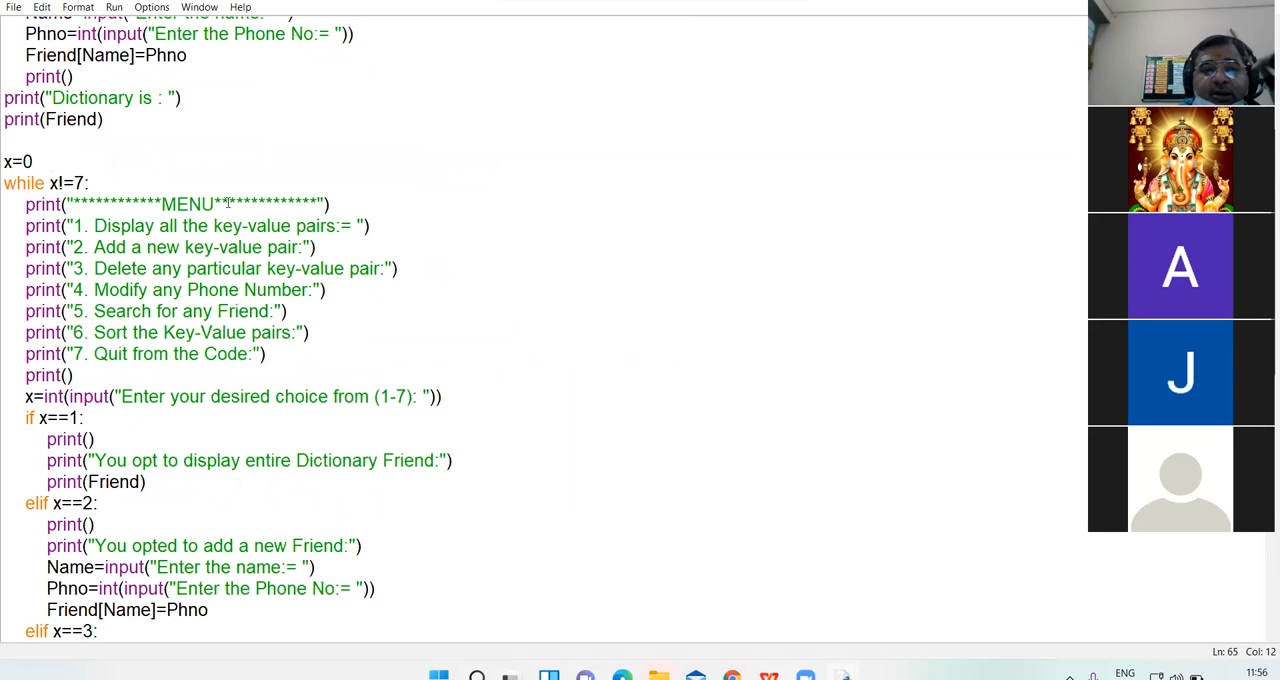 File Edit Format Run Options Window Help
Name=input("Enter the name:= ")
Phno=int(input("Enter the Phone No:= "))
Friend[Name]=Phno
print()
print("Dictionary is : ")
print(Friend)
x=0
while x!=7:
print("************MENU**************")
print("1. Display all the key-value pairs:= ")
print("2. Add a new key-value pair:")
print("3. Delete any particular key-value pair:")
print("4. Modify any Phone Number:")
print("5. Search for any Friend:")
print("6. Sort the Key-Value pairs:")
print("7. Quit from the Code:")
print()
x=int(input("Enter your desired choice from (1-7): "))
if x==1:
print()
print("You opt to display entire Dictionary Friend:")
print(Friend)
elif x==2:
print()
print("You opted to add a new Friend:")
Name=input("Enter the name:= ")
Phno=int(input("Enter the Phone No:= "))
Friend[Name]=Phno
elif x==3:
A
J
Ln: 65 Col: 12
ENG
11:56